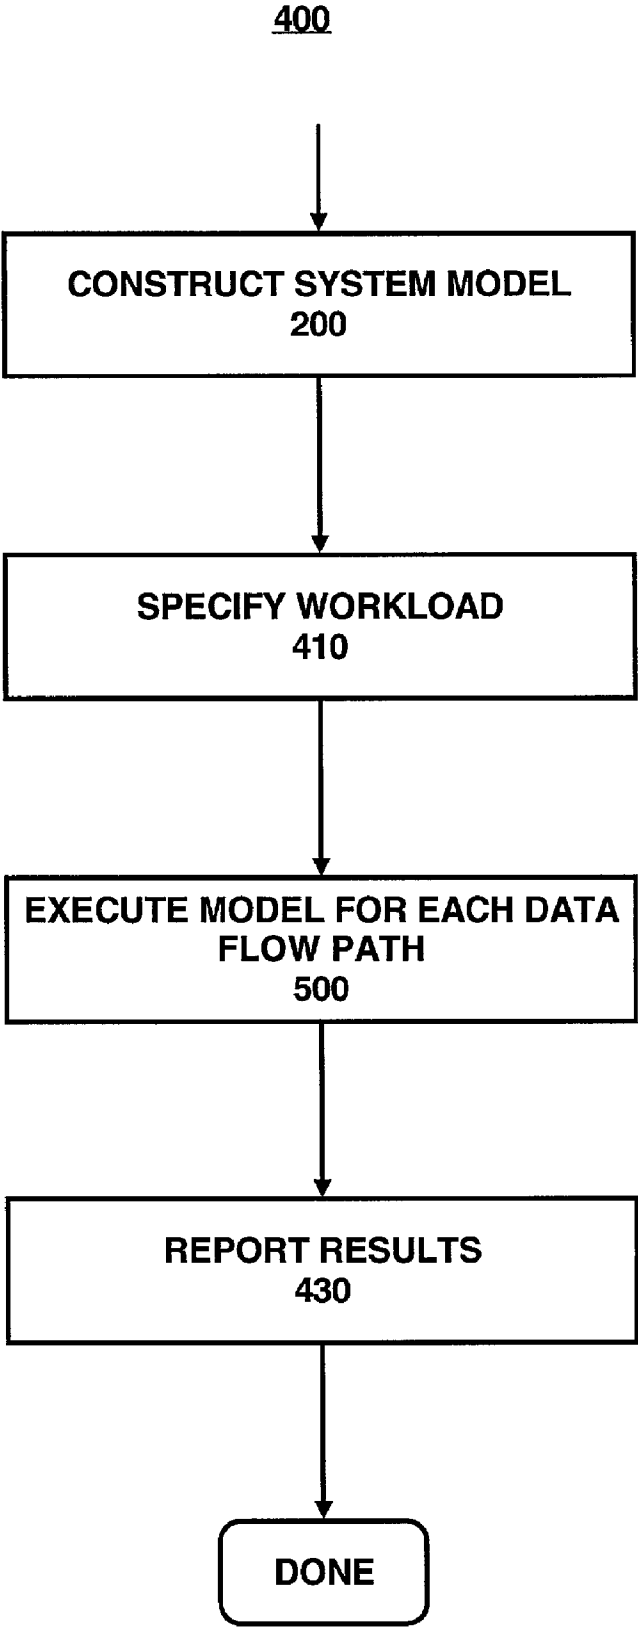 400
CONSTRUCT SYSTEM MODEL
200
SPECIFY WORKLOAD
410
EXECUTE MODEL FOR EACH DATA
FLOW PATH
500
REPORT RESULTS
430
DONE